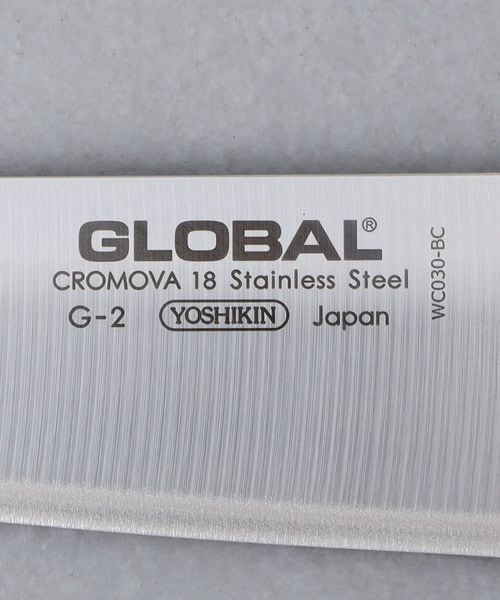 GLOBAL®
CROMOVA 18 Stainless Steel
G-2 YOSHIKIN Japan
WC030-BC